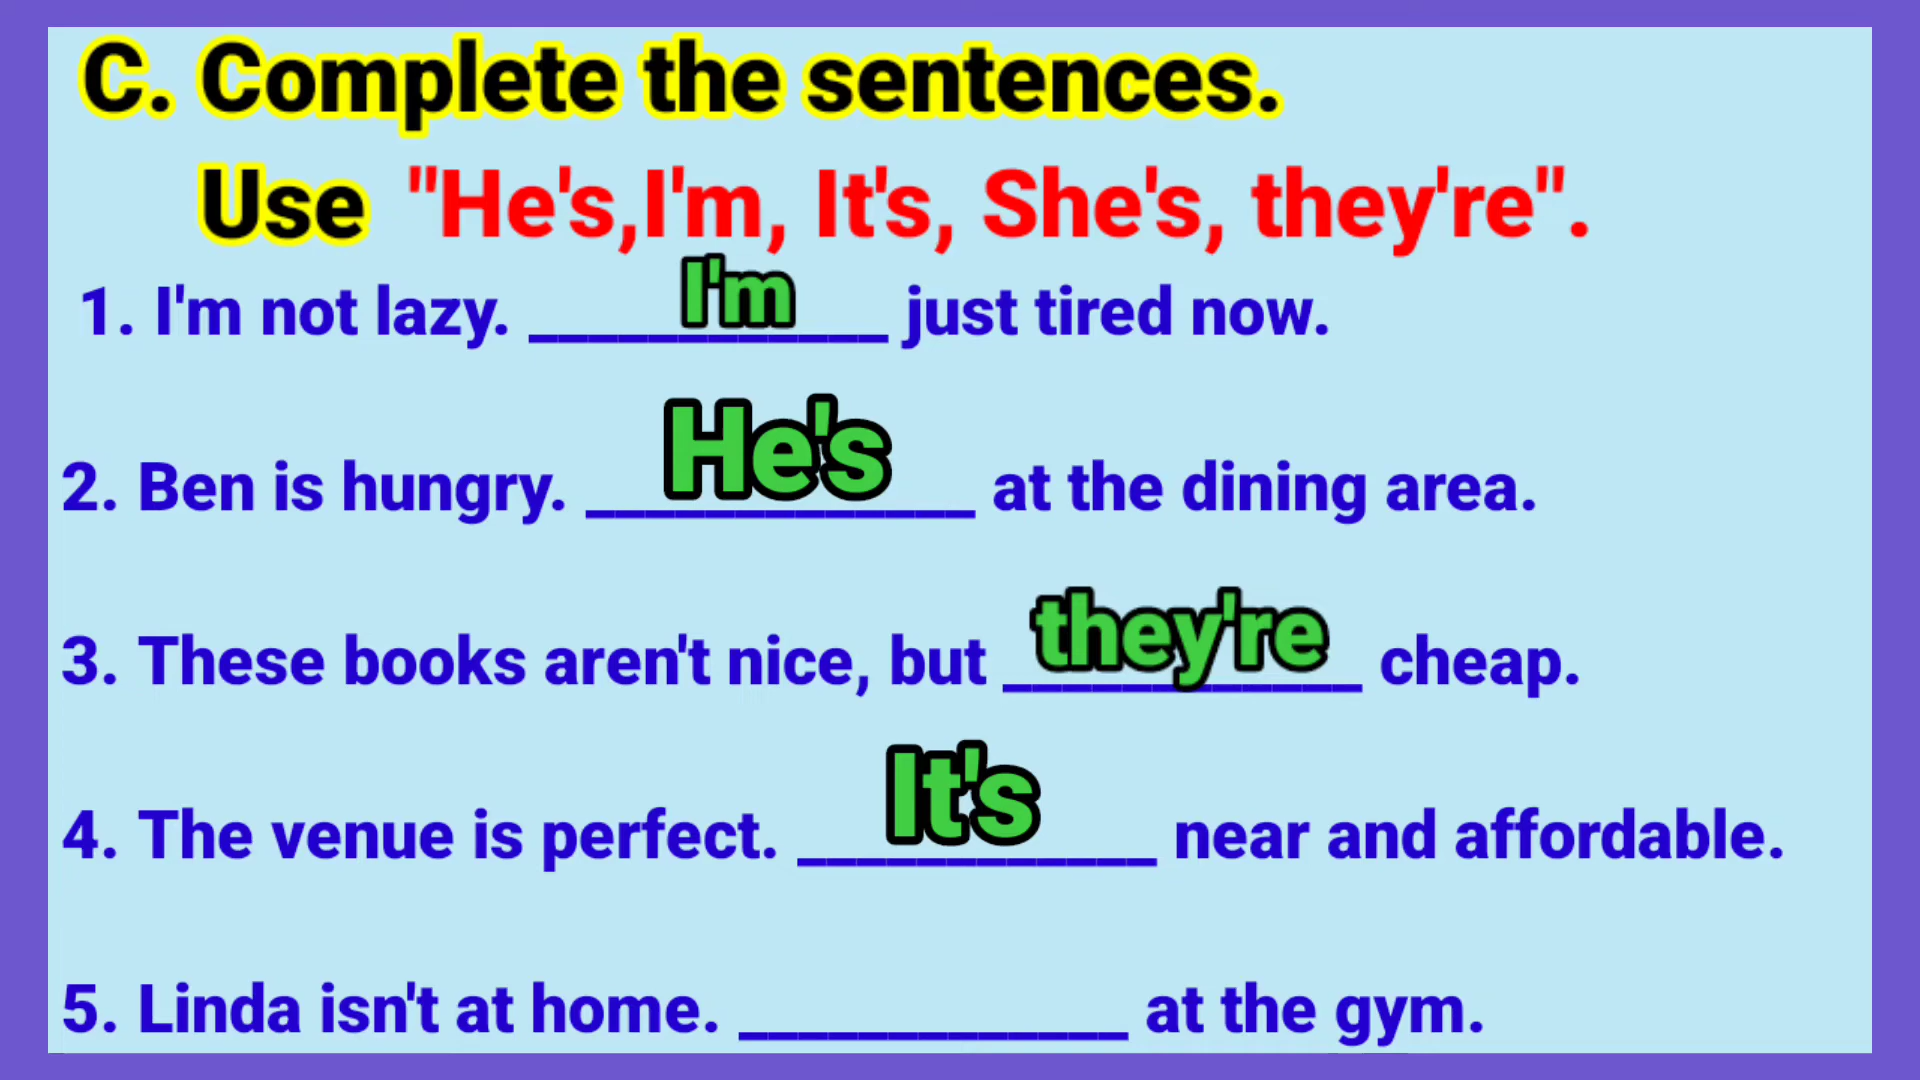 C. Complete the sentences.
Use "He's,I'm, It's, She's, they're".
1. I'm not lazy. ____________ just tired now.
I'm
2. Ben is hungry. _____________ at the dining area.
He's
3. These books aren't nice, but ____________ cheap.
they're
4. The venue is perfect. ____________ near and affordable.
It's
5. Linda isn't at home. _____________ at the gym.